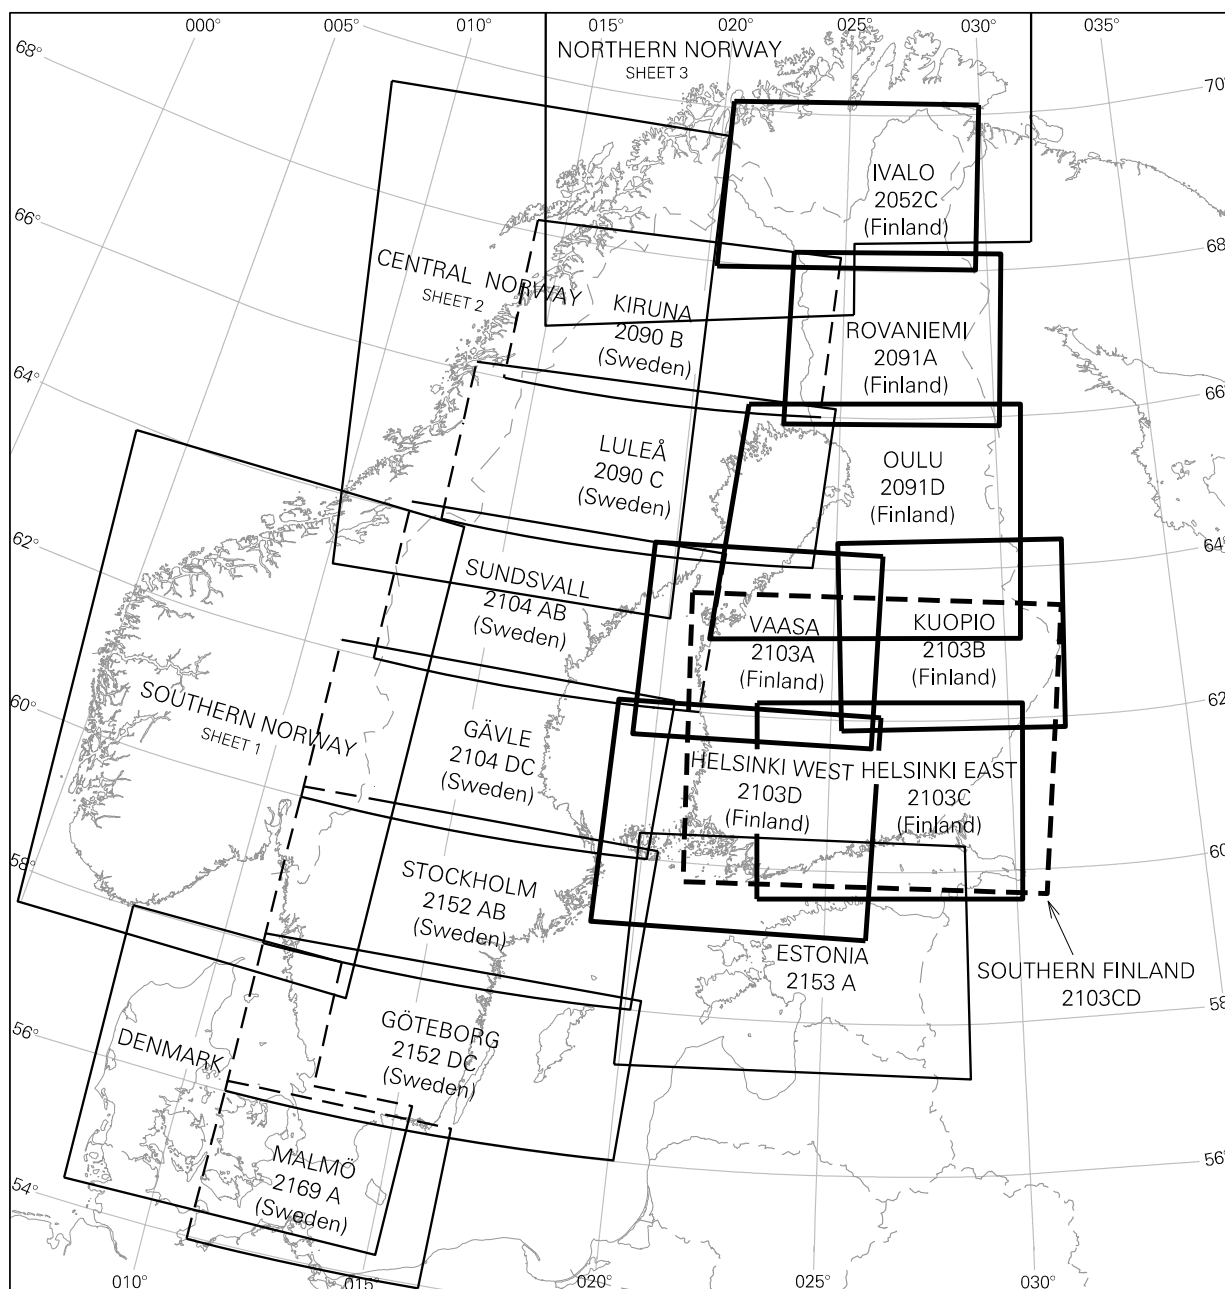 000°
005°
010°
015°
020°
025°
030°
035°
68°
NORTHERN NORWAY
SHEET 3
70°
IVALO
2052C
(Finland)
66°
68°
CENTRAL NORWAY
SHEET 2
KIRUNA
2090 B
(Sweden)
ROVANIEMI
2091A
(Finland)
64°
66°
LULEÅ
2090 C
(Sweden)
OULU
2091D
(Finland)
62°
64°
SUNDSVALL
2104 AB
(Sweden)
VAASA
2103A
(Finland)
KUOPIO
2103B
(Finland)
60°
62°
SOUTHERN NORWAY
SHEET 1
GÄVLE
2104 DC
(Sweden)
HELSINKI WEST
2103D
(Finland)
HELSINKI EAST
2103C
(Finland)
58°
60°
STOCKHOLM
2152 AB
(Sweden)
ESTONIA
2153 A
SOUTHERN FINLAND
2103CD
58°
56°
DENMARK
GÖTEBORG
2152 DC
(Sweden)
56°
MALMÖ
2169 A
(Sweden)
54°
010°
015°
020°
025°
030°